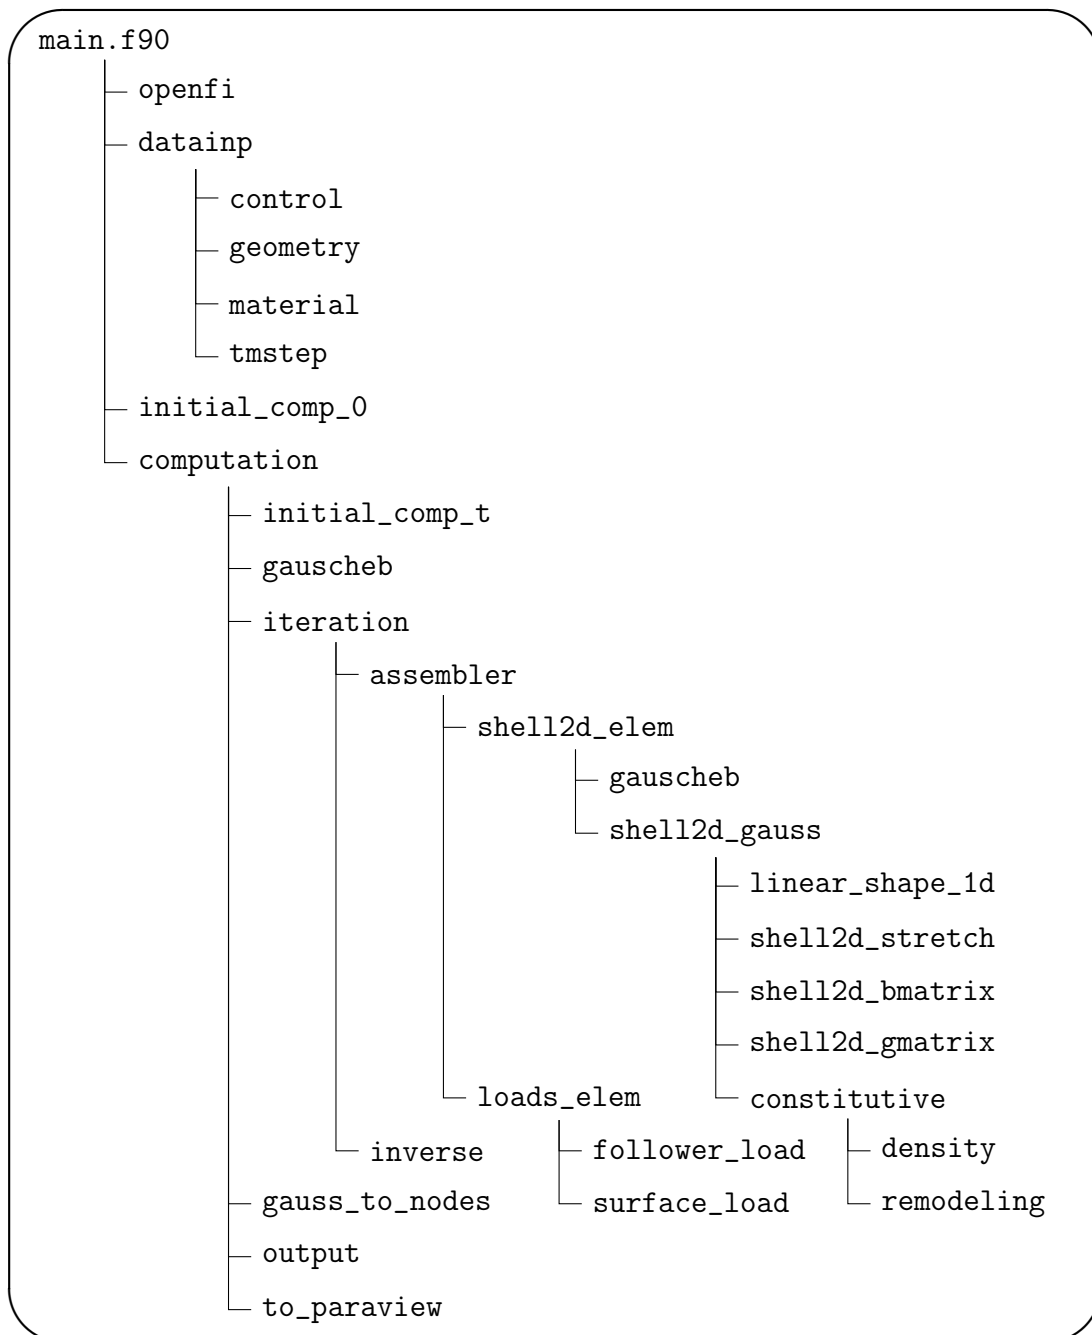 main.f90
openfi
datainp
control
geometry
material
tmstep
initial_comp_0
computation
initial_comp_t
gauscheb
iteration
assembler
shell2d_elem
gauscheb
shell2d_gauss
linear_shape_1d
shell2d_stretch
shell2d_bmatrix
shell2d_gmatrix
constitutive
density
remodeling
loads_elem
follower_load
surface_load
inverse
gauss_to_nodes
output
to_paraview